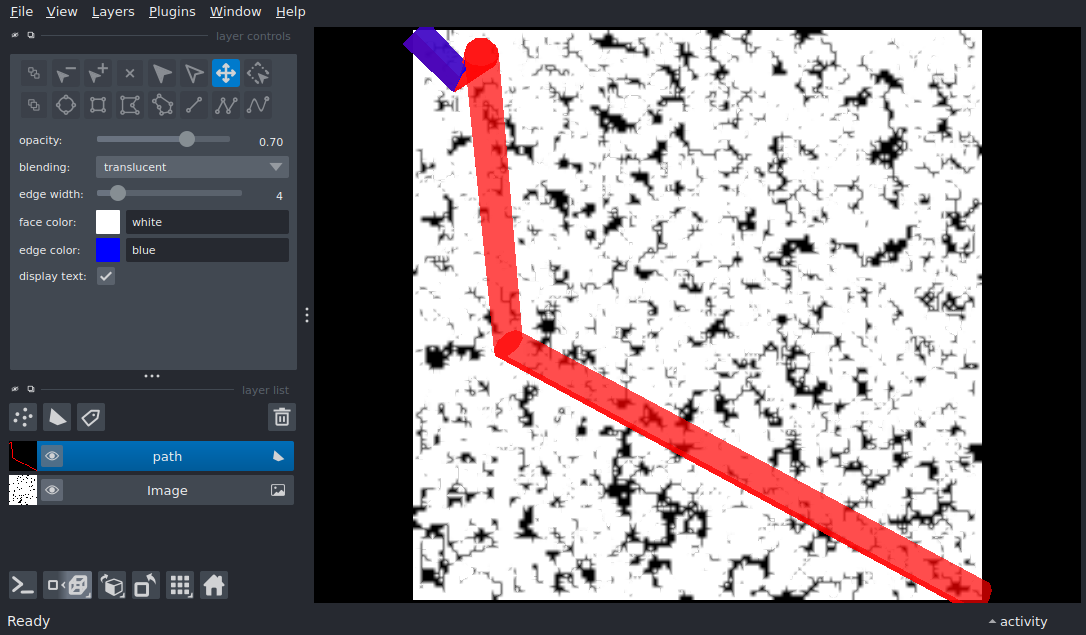 File View Layers Plugins Window Help
layer controls
opacity: 0.70
blending: translucent
edge width: 4
face color: white
edge color: blue
display text:
layer list
path
Image
Ready activity